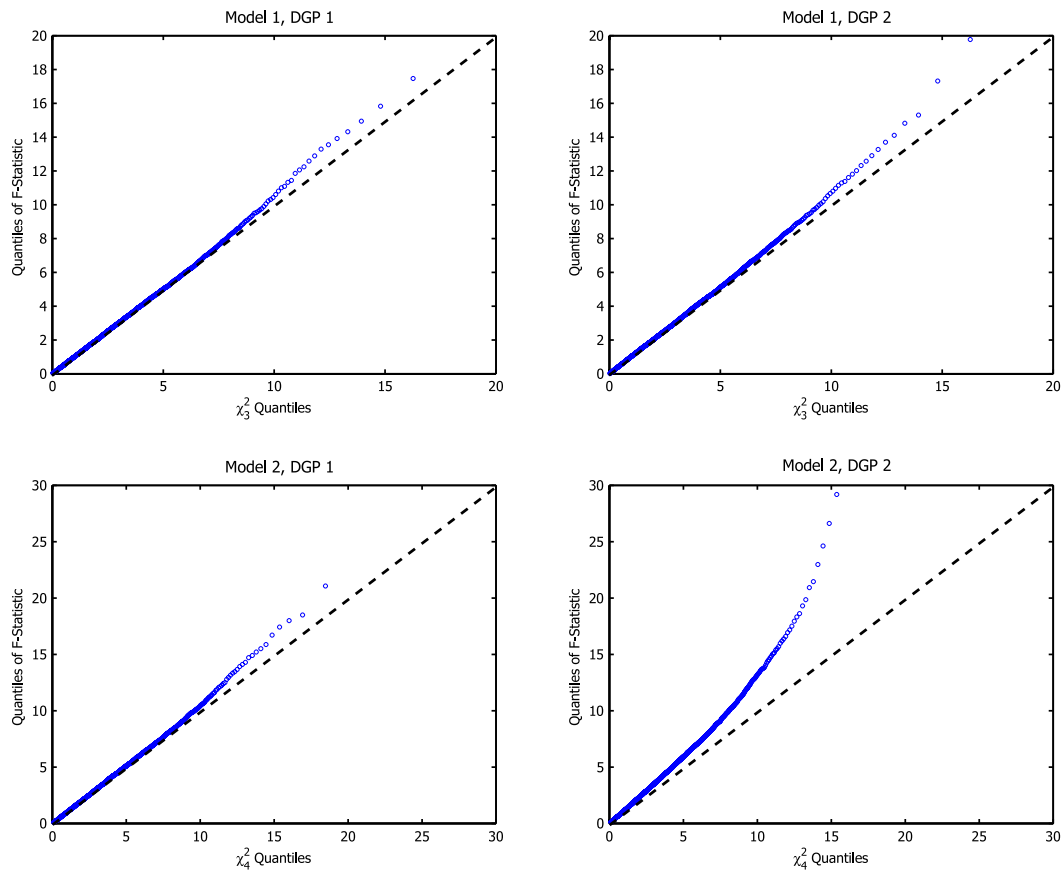 Model 1, DGP 1
20
18
16
14
12
10
8
6
4
2
0
Quantiles of F-Statistic
0 5 10 15 20
χ²₃ Quantiles
Model 1, DGP 2
20
18
16
14
12
10
8
6
4
2
0
Quantiles of F-Statistic
0 5 10 15 20
χ²₃ Quantiles
Model 2, DGP 1
30
25
20
15
10
5
0
Quantiles of F-Statistic
0 5 10 15 20 25 30
χ²₄ Quantiles
Model 2, DGP 2
30
25
20
15
10
5
0
Quantiles of F-Statistic
0 5 10 15 20 25 30
χ²₄ Quantiles